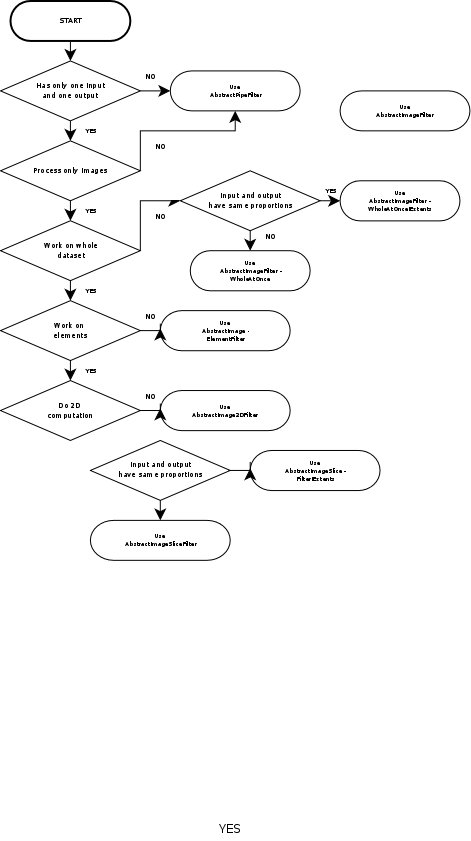 START
Has only one input
and one output
NO
Use
AbstractPipeFilter
Use
AbstractImageFilter
YES
Process only images
NO
YES
Work on whole
dataset
NO
Input and output
have same proportions
YES
Use
AbstractImageFilter -
WholeAtOnceExtents
NO
Use
AbstractImageFilter -
WholeAtOnce
YES
Work on
elements
NO
Use
AbstractImage -
ElementFilter
YES
Do 2D
computation
NO
Use
AbstractImage2DFilter
Input and output
have same proportions
Use
AbstractImageSlice -
FilterExtents
Use
AbstractImageSliceFilter
YES